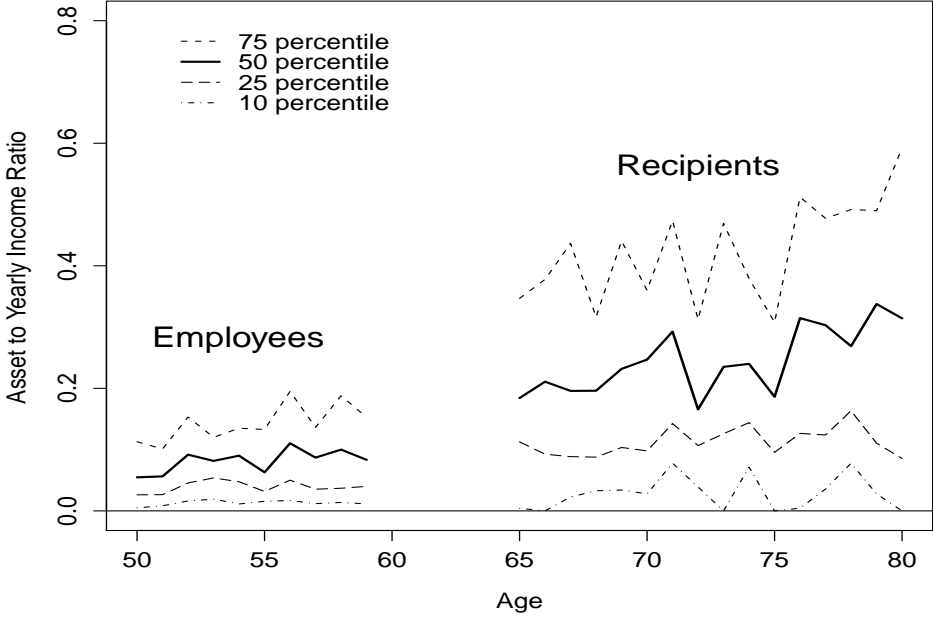 0.8
75 percentile
50 percentile
25 percentile
10 percentile
0.6
Recipients
0.4
Employees
0.2
0.0
50 55 60 65 70 75 80
Age
Asset to Yearly Income Ratio